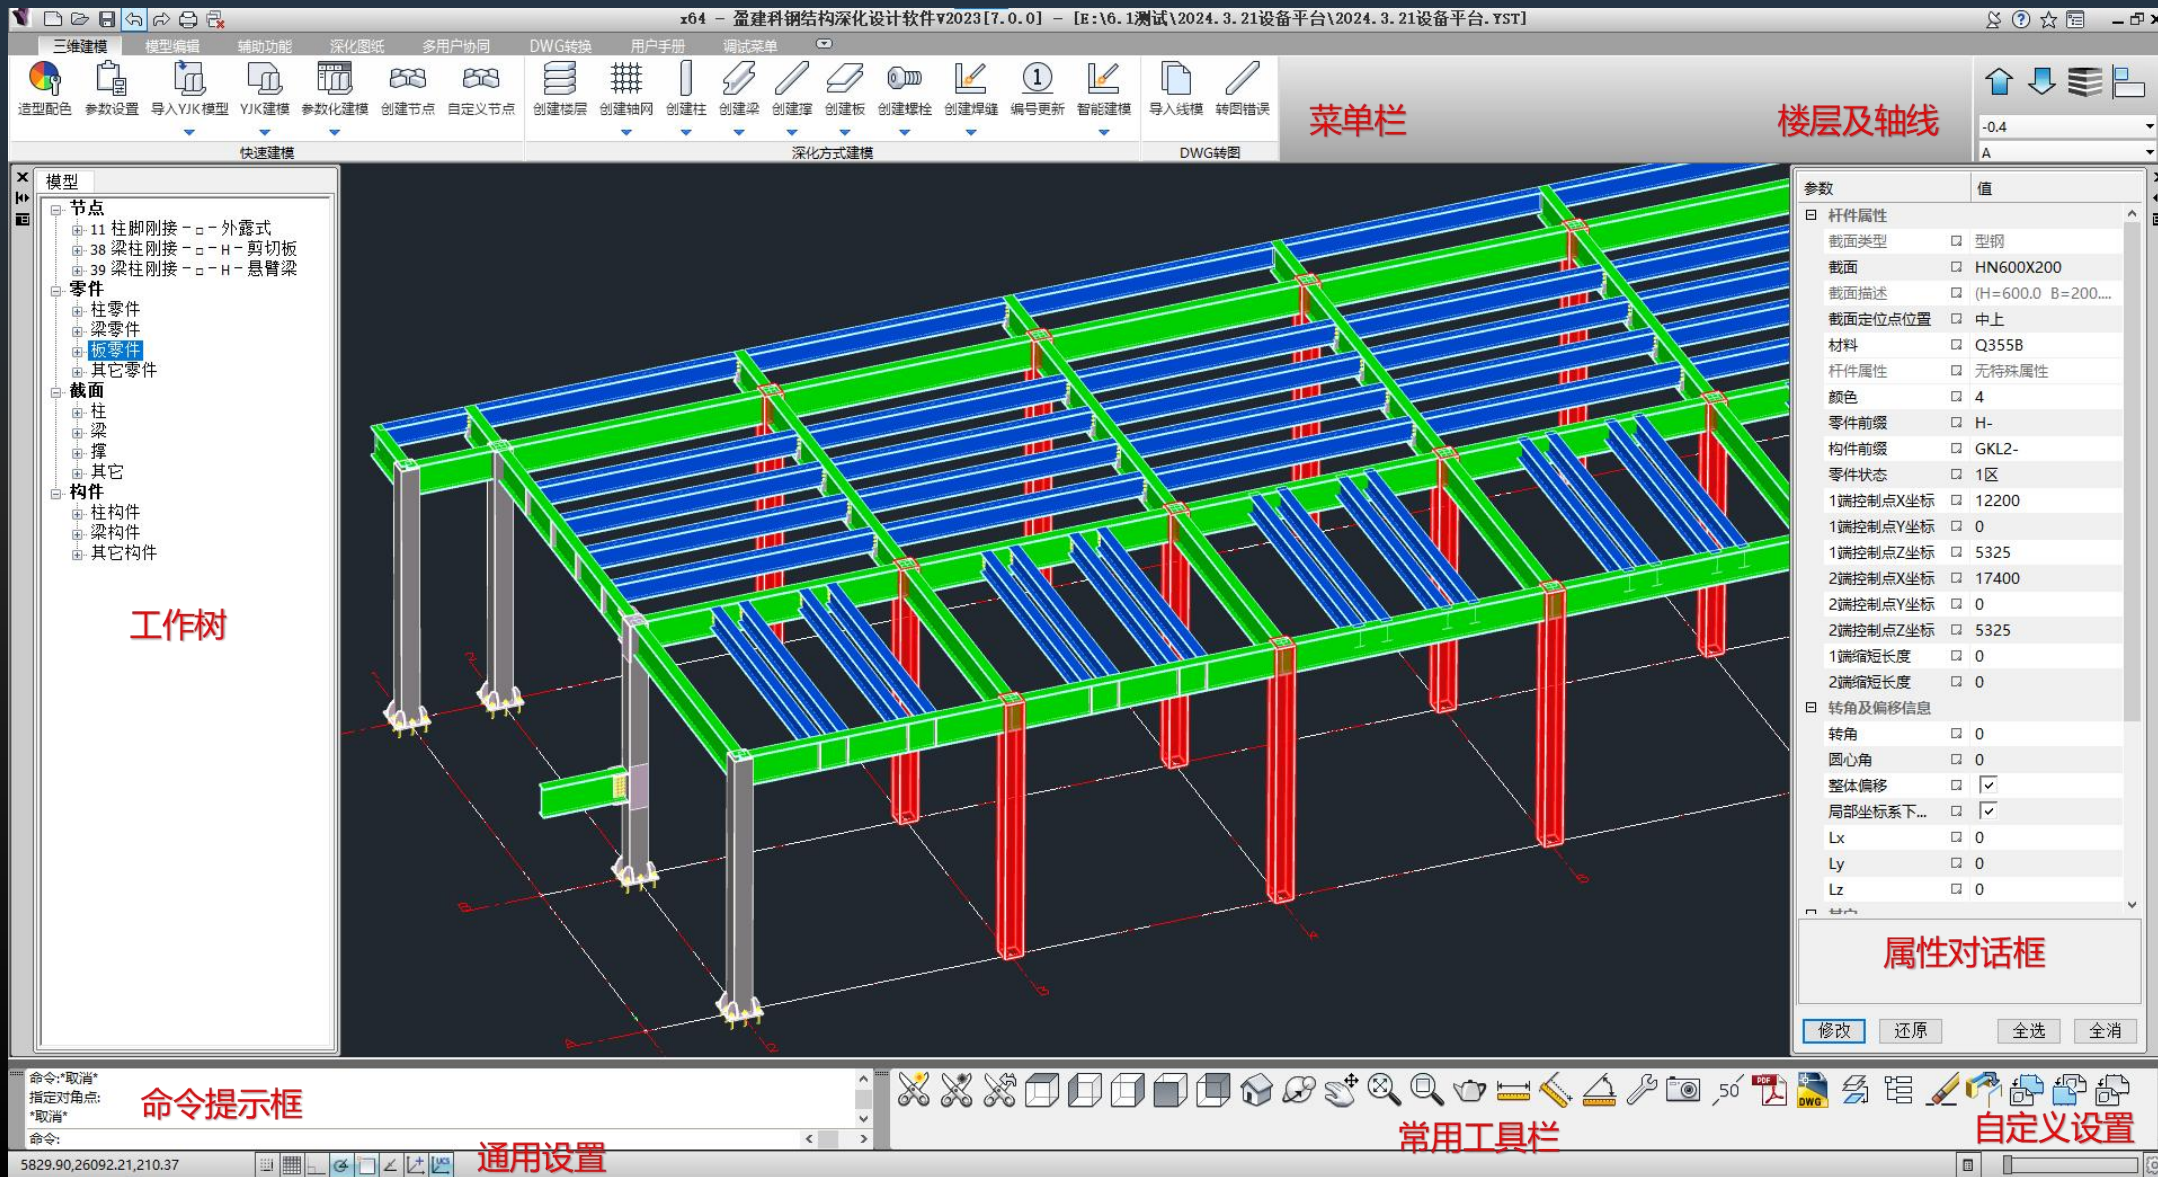 x64 - 盈建科钢结构深化设计软件V2023[7.0.0] - [E:\6.1测试\2024.3.21设备平台\2024.3.21设备平台.YST]
三维建模 模型编辑 辅助功能 深化图纸 多用户协同 DWG转换 用户手册 调试菜单
造型配色 参数设置 导入YJK模型 YJK建模 参数化建模 创建节点 自定义节点 创建楼层 创建轴网 创建柱 创建梁 创建撑 创建板 创建螺栓 创建焊缝 编号更新 智能建模 导入线模 转图错误
快速建模 深化方式建模 DWG转图
菜单栏
楼层及轴线
-0.4
A
模型
节点
11 柱脚刚接-□-外露式
38 梁柱刚接-□-H-剪切板
39 梁柱刚接-□-H-悬臂梁
零件
柱零件
梁零件
板零件
其它零件
截面
柱
梁
撑
其它
构件
柱构件
梁构件
其它构件
工作树
1
2
B
A
2
3
4
5
参数 值
杆件属性
截面类型 型钢
截面 HN600X200
截面描述 (H=600.0 B=200....
截面定位点位置 中上
材料 Q355B
杆件属性 无特殊属性
颜色 4
零件前缀 H-
构件前缀 GKL2-
零件状态 1区
1端控制点X坐标 12200
1端控制点Y坐标 0
1端控制点Z坐标 5325
2端控制点X坐标 17400
2端控制点Y坐标 0
2端控制点Z坐标 5325
1端缩短长度 0
2端缩短长度 0
转角及偏移信息
转角 0
圆心角 0
整体偏移
局部坐标系下...
Lx 0
Ly 0
Lz 0
属性对话框
修改 还原 全选 全消
命令:*取消*
指定对角点:
*取消*
命令:
命令提示框
50
PDF
DWG
常用工具栏
自定义设置
5829.90,26092.21,210.37
UCS
通用设置